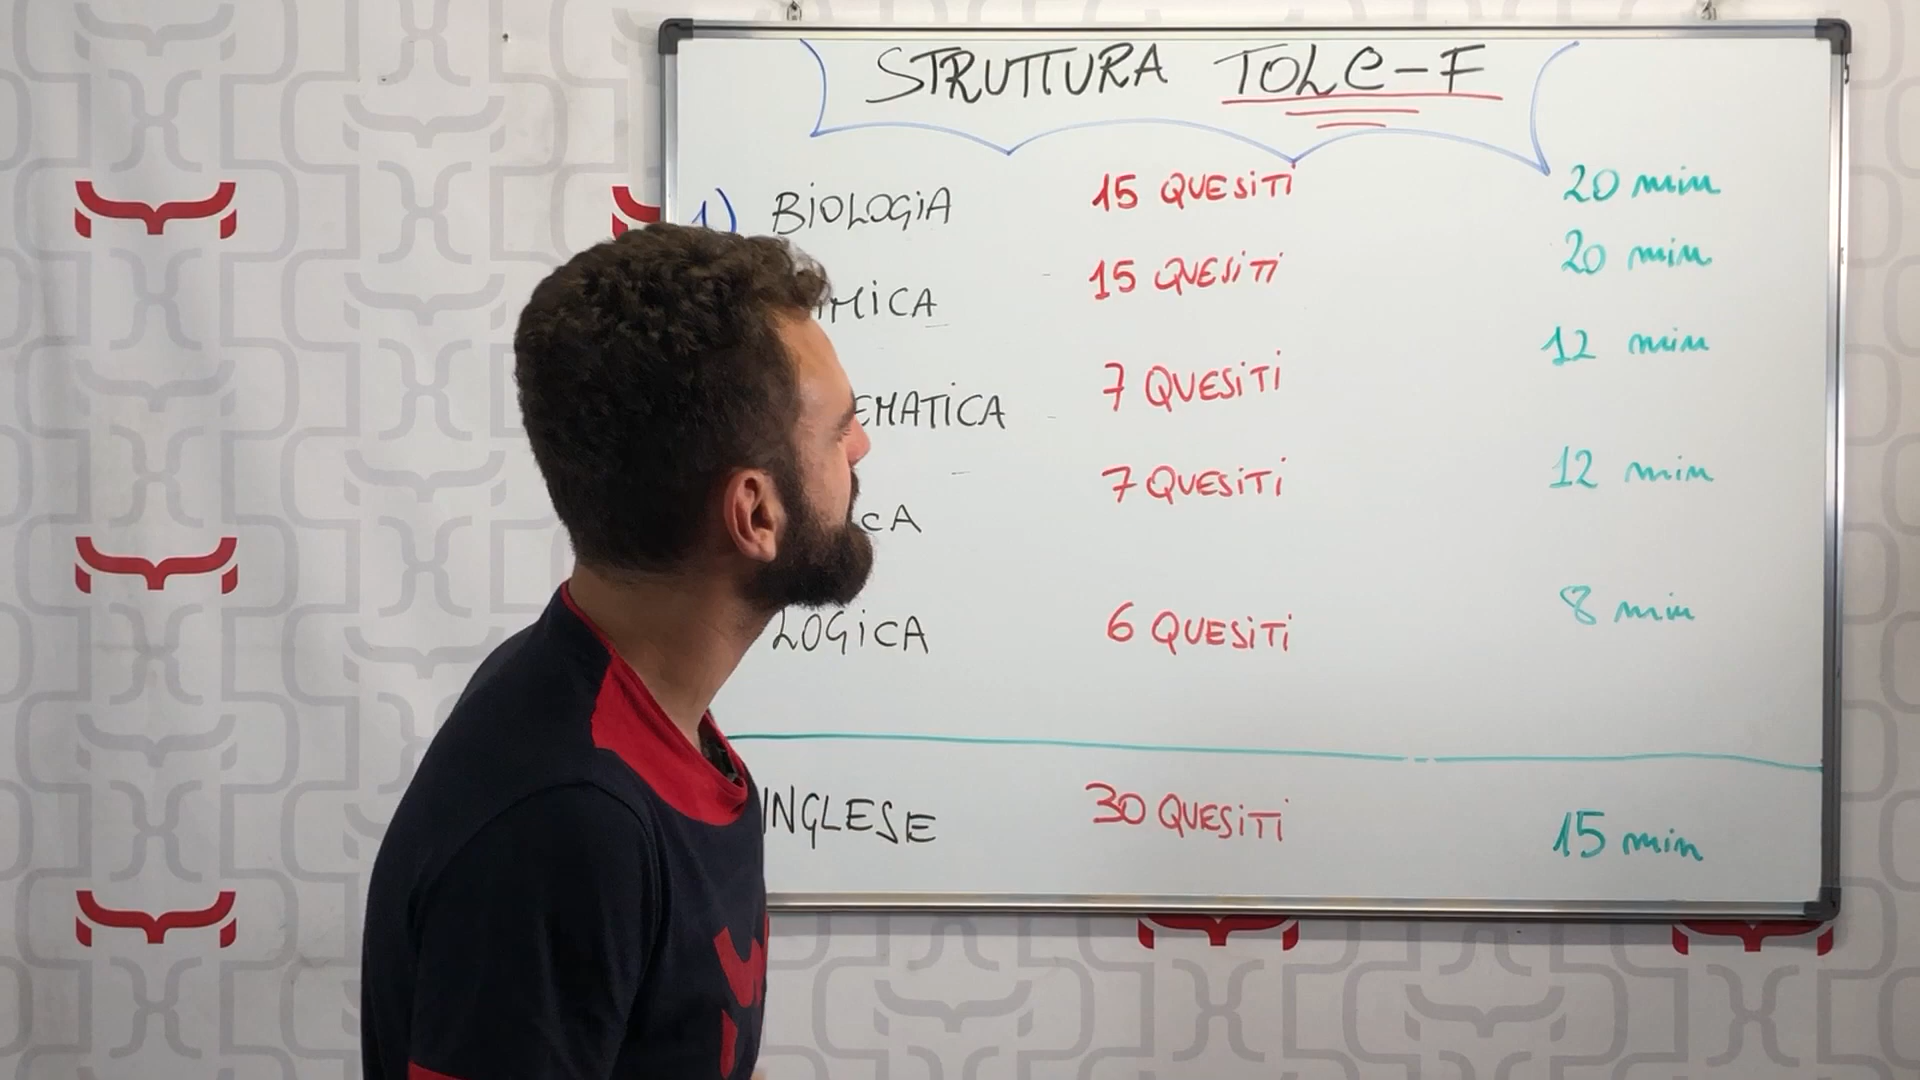 STRUTTURA TOLC-F
1) BIOLOGIA 15 QUESITI 20 min
MICA 15 QUESITI 20 min
EMATICA 7 QUESITI 12 min
CA 7 QUESITI 12 min
LOGICA 6 QUESITI 8 min
INGLESE 30 QUESITI 15 min